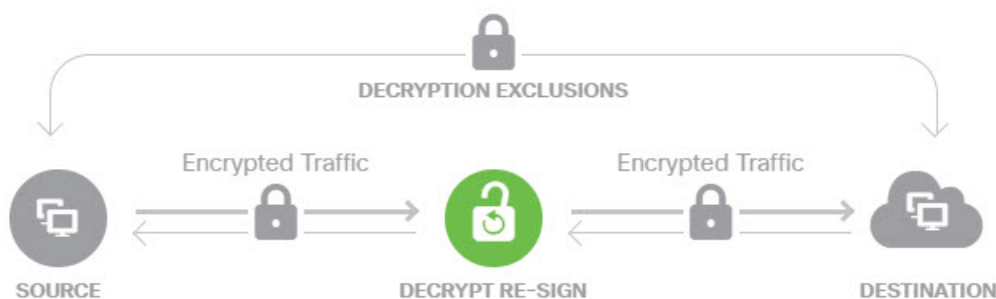 DECRYPTION EXCLUSIONS
Encrypted Traffic
Encrypted Traffic
SOURCE
DECRYPT RE-SIGN
DESTINATION